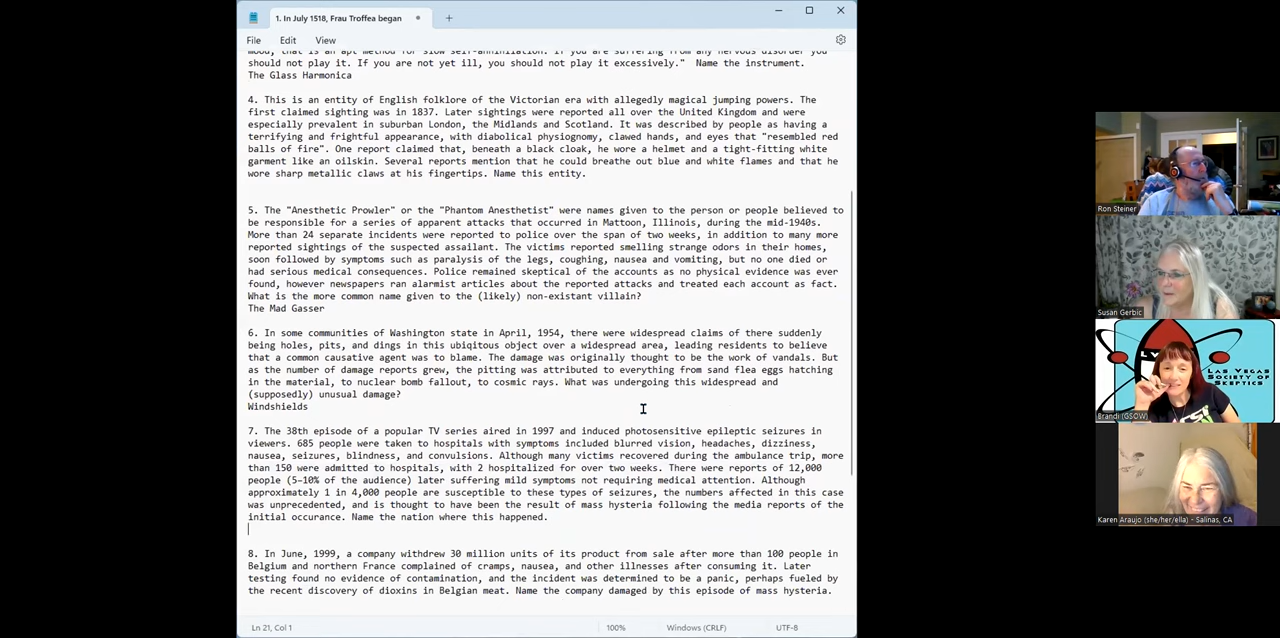 1. In July 1518, Frau Troffea began
File Edit View
mood, that is an apt method for slow self-annihilation. If you are suffering from any nervous disorder you
should not play it. If you are not yet ill, you should not play it excessively."  Name the instrument.
The Glass Harmonica
4. This is an entity of English folklore of the Victorian era with allegedly magical jumping powers. The
first claimed sighting was in 1837. Later sightings were reported all over the United Kingdom and were
especially prevalent in suburban London, the Midlands and Scotland. It was described by people as having a
terrifying and frightful appearance, with diabolical physiognomy, clawed hands, and eyes that "resembled red
balls of fire". One report claimed that, beneath a black cloak, he wore a helmet and a tight-fitting white
garment like an oilskin. Several reports mention that he could breathe out blue and white flames and that he
wore sharp metallic claws at his fingertips. Name this entity.
5. The "Anesthetic Prowler" or the "Phantom Anesthetist" were names given to the person or people believed to
be responsible for a series of apparent attacks that occurred in Mattoon, Illinois, during the mid-1940s.
More than 24 separate incidents were reported to police over the span of two weeks, in addition to many more
reported sightings of the suspected assailant. The victims reported smelling strange odors in their homes,
soon followed by symptoms such as paralysis of the legs, coughing, nausea and vomiting, but no one died or
had serious medical consequences. Police remained skeptical of the accounts as no physical evidence was ever
found, however newspapers ran alarmist articles about the reported attacks and treated each account as fact.
What is the more common name given to the (likely) non-existant villain?
The Mad Gasser
6. In some communities of Washington state in April, 1954, there were widespread claims of there suddenly
being holes, pits, and dings in this ubiqitous object over a widespread area, leading residents to believe
that a common causative agent was to blame. The damage was originally thought to be the work of vandals. But
as the number of damage reports grew, the pitting was attributed to everything from sand flea eggs hatching
in the material, to nuclear bomb fallout, to cosmic rays. What was undergoing this widespread and
(supposedly) unusual damage?
Windshields
7. The 38th episode of a popular TV series aired in 1997 and induced photosensitive epileptic seizures in
viewers. 685 people were taken to hospitals with symptoms included blurred vision, headaches, dizziness,
nausea, seizures, blindness, and convulsions. Although many victims recovered during the ambulance trip, more
than 150 were admitted to hospitals, with 2 hospitalized for over two weeks. There were reports of 12,000
people (5–10% of the audience) later suffering mild symptoms not requiring medical attention. Although
approximately 1 in 4,000 people are susceptible to these types of seizures, the numbers affected in this case
was unprecedented, and is thought to have been the result of mass hysteria following the media reports of the
initial occurance. Name the nation where this happened.
8. In June, 1999, a company withdrew 30 million units of its product from sale after more than 100 people in
Belgium and northern France complained of cramps, nausea, and other illnesses after consuming it. Later
testing found no evidence of contamination, and the incident was determined to be a panic, perhaps fueled by
the recent discovery of dioxins in Belgian meat. Name the company damaged by this episode of mass hysteria.
Ln 21, Col 1 100% Windows (CRLF) UTF-8
Ron Steiner
Susan Gerbic
LAS VEGAS
SOCIETY OF
SKEPTICS
Brandi (GSOW)
Karen Araujo (she/her/ella) - Salinas, CA